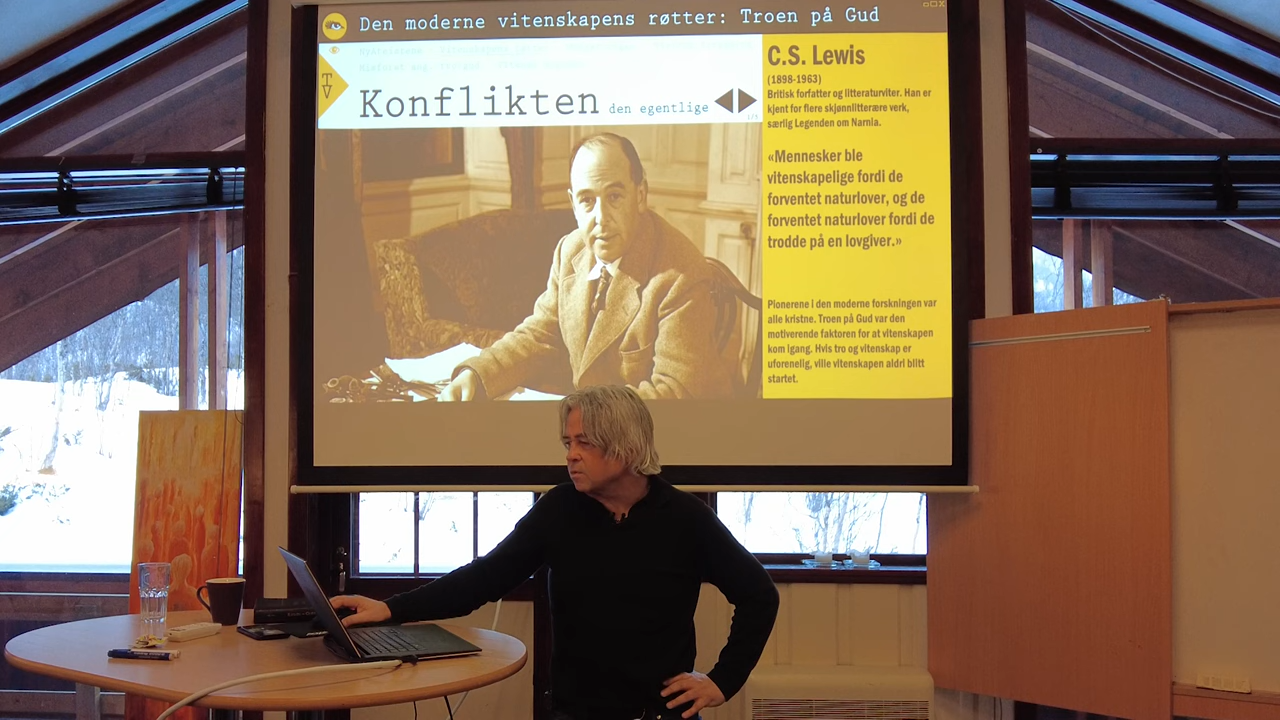 Den moderne vitenskapens røtter: Troen på Gud
TV
Konflikten den egentlige
C.S. Lewis
(1898-1963)
Britisk forfatter og litteraturviter. Han er
kjent for flere skjønnlitterære verk,
særlig Legenden om Narnia.
«Mennesker ble
vitenskapelige fordi de
forventet naturlover, og de
forventet naturlover fordi de
trodde på en lovgiver.»
Pionerene i den moderne forskningen var
alle kristne. Troen på Gud var den
motiverende faktoren for at vitenskapen
kom igang. Hvis tro og vitenskap er
uforenelig, ville vitenskapen aldri blitt
startet.